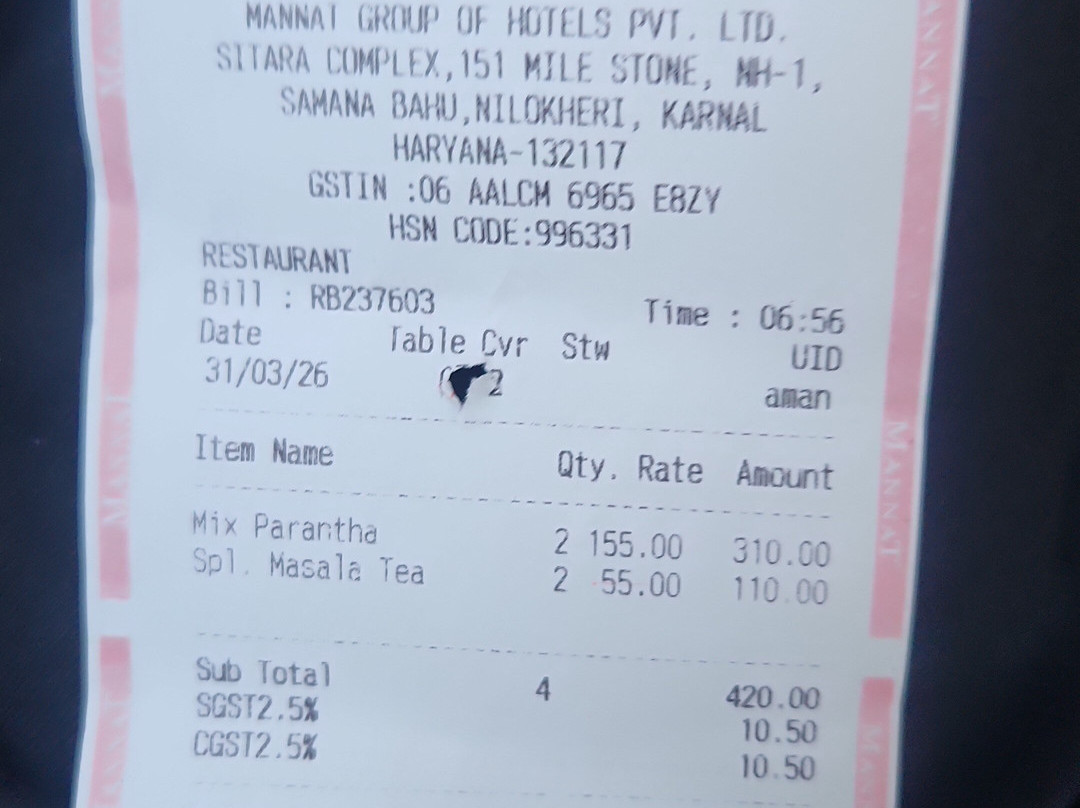 MANNAT GROUP OF HOTELS PVT. LTD.
SITARA COMPLEX,151 MILE STONE, NH-1,
SAMANA BAHU,NILOKHERI, KARNAL
HARYANA-132117
GSTIN :06 AALCM 6965 E8ZY
HSN CODE:996331
RESTAURANT
Bill : RB237603 Time : 06:56
Date Table Cvr Stw UID
31/03/26 2 aman
Item Name Qty. Rate Amount
Mix Parantha 2 155.00 310.00
Spl. Masala Tea 2 55.00 110.00
Sub Total 4 420.00
SGST2.5% 10.50
CGST2.5% 10.50
MANNAT
MANNAT
MANNAT
MANNAT